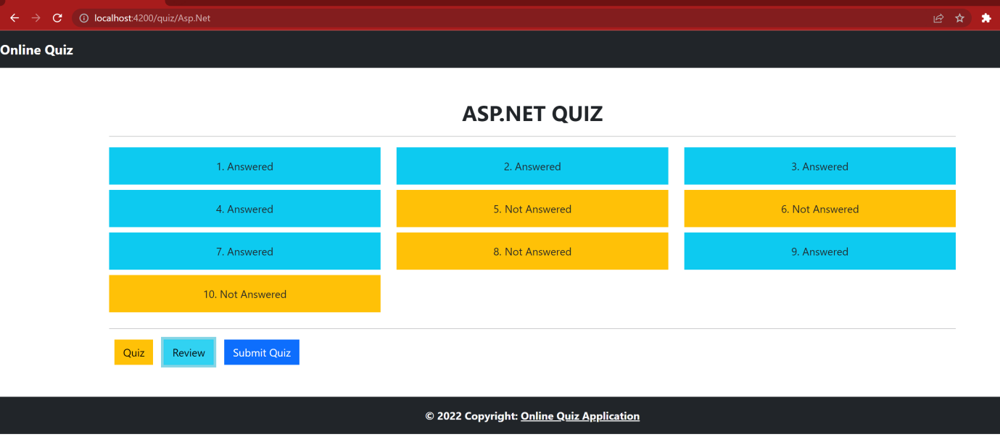 localhost:4200/quiz/Asp.Net
Online Quiz
ASP.NET QUIZ
1. Answered
2. Answered
3. Answered
4. Answered
5. Not Answered
6. Not Answered
7. Answered
8. Not Answered
9. Answered
10. Not Answered
Quiz
Review
Submit Quiz
© 2022 Copyright: Online Quiz Application